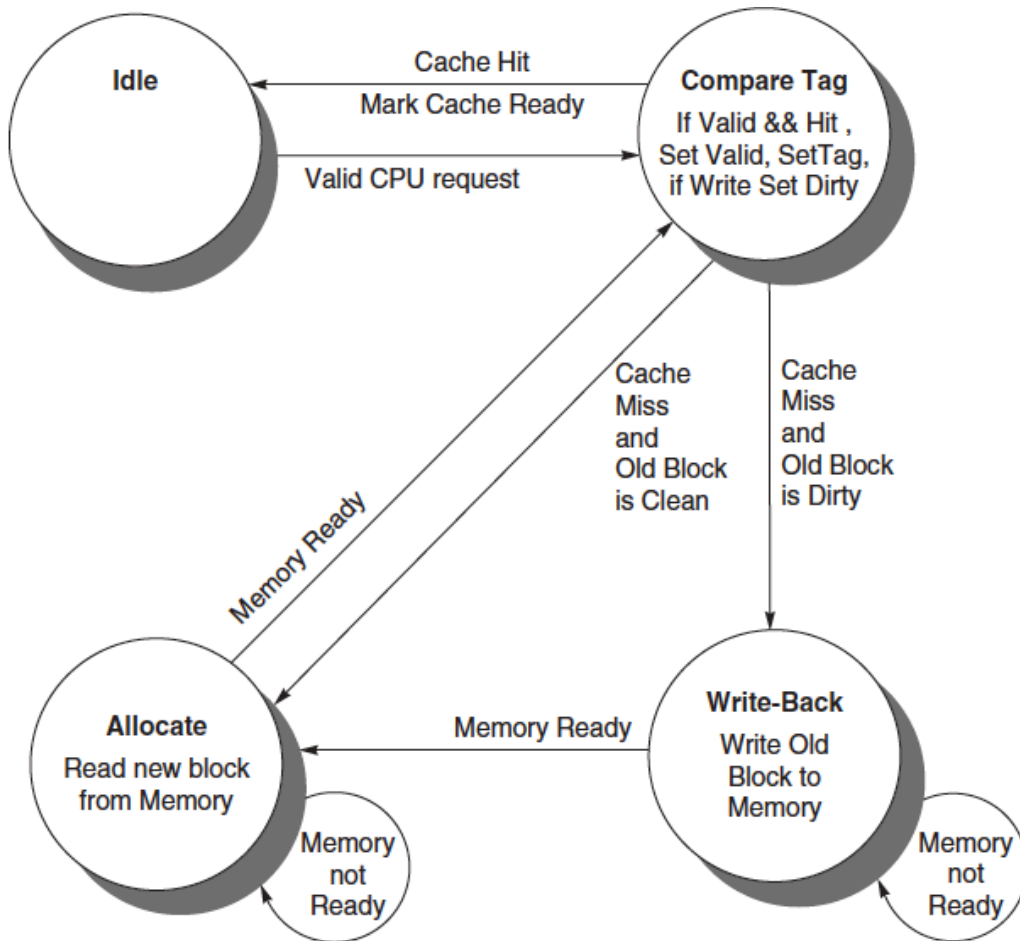 Idle
Cache Hit
Mark Cache Ready
Valid CPU request
Compare Tag
If Valid && Hit ,
Set Valid, SetTag,
if Write Set Dirty
Cache
Miss
and
Old Block
is Clean
Cache
Miss
and
Old Block
is Dirty
Memory Ready
Allocate
Read new block
from Memory
Memory
not
Ready
Memory Ready
Write-Back
Write Old
Block to
Memory
Memory
not
Ready